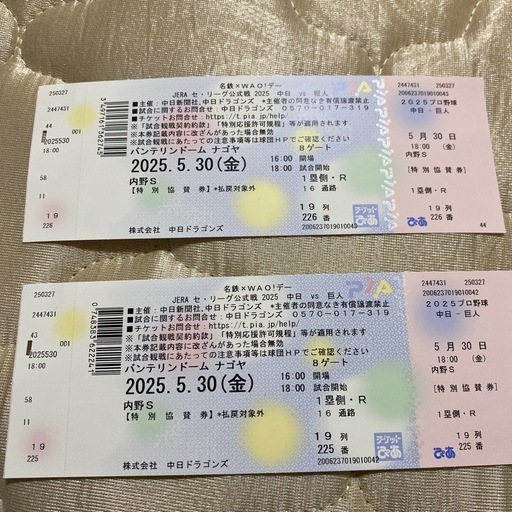 250327
2447431
44
2025530
18:00
58
11
19
226
名鉄×WAO!デー
JERA セ・リーグ公式戦 2025 中日 vs 巨人
■主催:中日新聞社,中日ドラゴンズ *主催者の同意なき有償譲渡禁止
■試合に関するお問合せ:中日ドラゴンズ 0570-017-319
■チケットお問合せ:https://t.pia.jp/help/
※「試合観戦契約約款」「特別応援許可規程」等が適用されます
※本券記載内容に改ざんがあった場合無効
※試合観戦にあたっての注意事項等は球団HPでご確認ください
バンテリンドーム ナゴヤ 8ゲート
2025.5.30(金) 16:00 開場
18:00 試合開始
内野S 1塁側・R
【特別協賛券】*払戻対象外 16 通路
19 列
226 番
株式会社 中日ドラゴンズ
チケットぴあ
2447431 250327
2025プロ野球
中日-巨人
5月30日
18:00 (金)
[特別協賛券]
1塁側・R
19 列
226 番
44
250327
2447431
43
2025530
18:00
58
11
19
225
名鉄×WAO!デー
PIA
JERA セ・リーグ公式戦 2025 中日 vs 巨人
■主催:中日新聞社,中日ドラゴンズ *主催者の同意なき有償譲渡禁止
■試合に関するお問合せ:中日ドラゴンズ 0570-017-319
■チケットお問合せ:https://t.pia.jp/help/
※「試合観戦契約約款」「特別応援許可規程」等が適用されます
※本券記載内容に改ざんがあった場合無効
※試合観戦にあたっての注意事項等は球団HPでご確認ください
バンテリンドーム ナゴヤ 8ゲート
2025.5.30(金) 16:00 開場
18:00 試合開始
内野S 1塁側・R
【特別協賛券】*払戻対象外 16 通路
19 列
225 番
株式会社 中日ドラゴンズ
チケットぴあ
2006237019010042
2447431 250327
2006237019010042
2025プロ野球
中日-巨人
5月30日
18:00 (金)
[特別協賛券]
1塁側・R
19 列
225 番